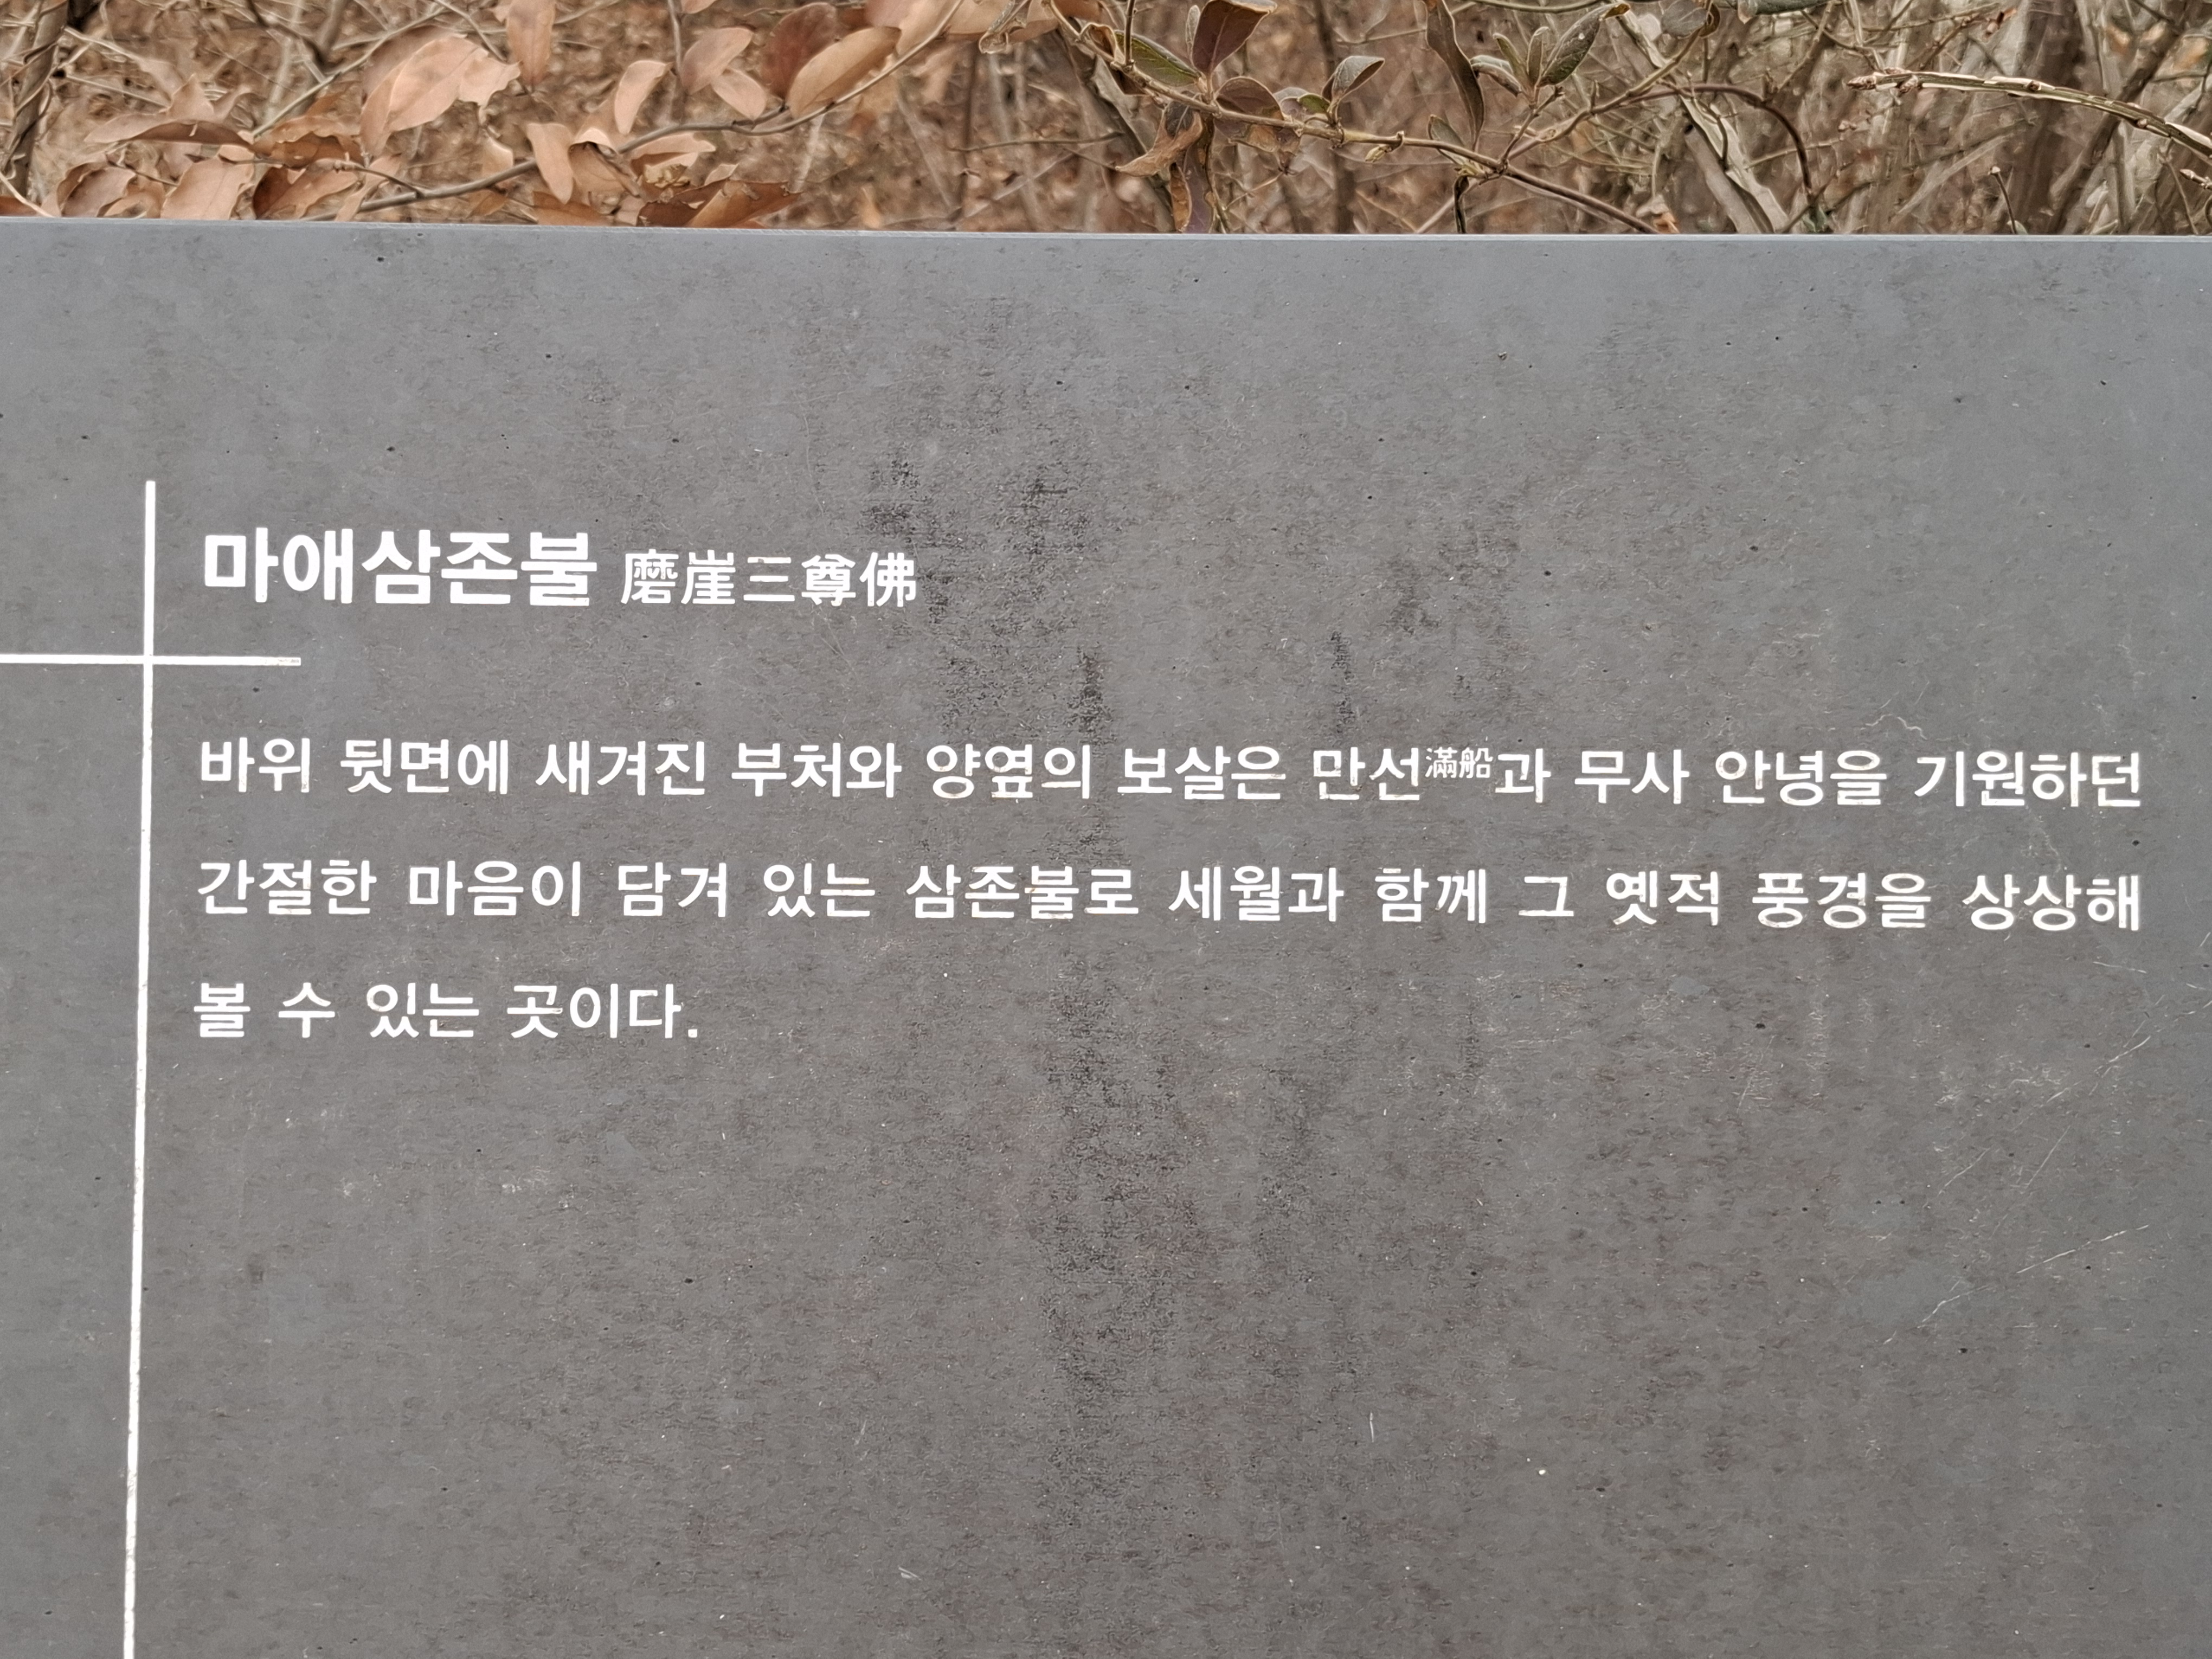 마애삼존불 磨崖三尊佛
바위 뒷면에 새겨진 부처와 양옆의 보살은 만선滿船과 무사 안녕을 기원하던
간절한 마음이 담겨 있는 삼존불로 세월과 함께 그 옛적 풍경을 상상해
볼 수 있는 곳이다.